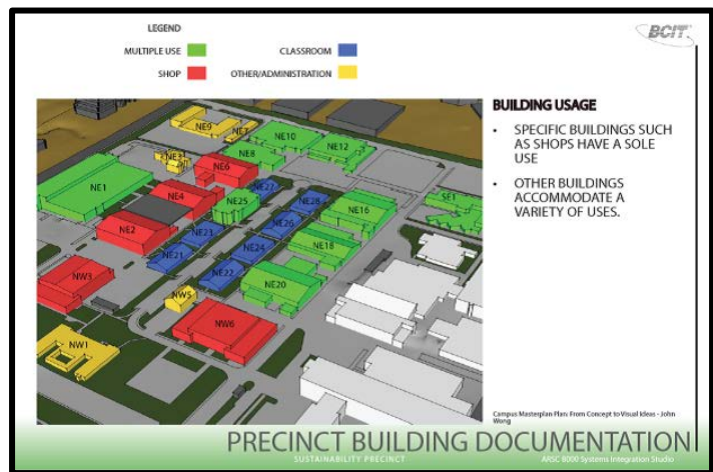 LEGEND
MULTIPLE USE
CLASSROOM
SHOP
OTHER/ADMINISTRATION
BCIT
BUILDING USAGE
• SPECIFIC BUILDINGS SUCH
AS SHOPS HAVE A SOLE
USE
• OTHER BUILDINGS
ACCOMMODATE A
VARIETY OF USES.
NE9
NE7
NE10
NE12
NE8
NE6
NE1
NE4
NE27
NE25
NE28
NE16
SE1
NE2
NE23
NE26
NE18
NE21
NE24
NE22
NE20
NW3
NW5
NW6
NW1
Campus Masterplan Plan: From Concept to Visual Ideas - John
Wong
PRECINCT BUILDING DOCUMENTATION
SUSTAINABILITY PRECINCT
ARSC 8000 Systems Integration Studio